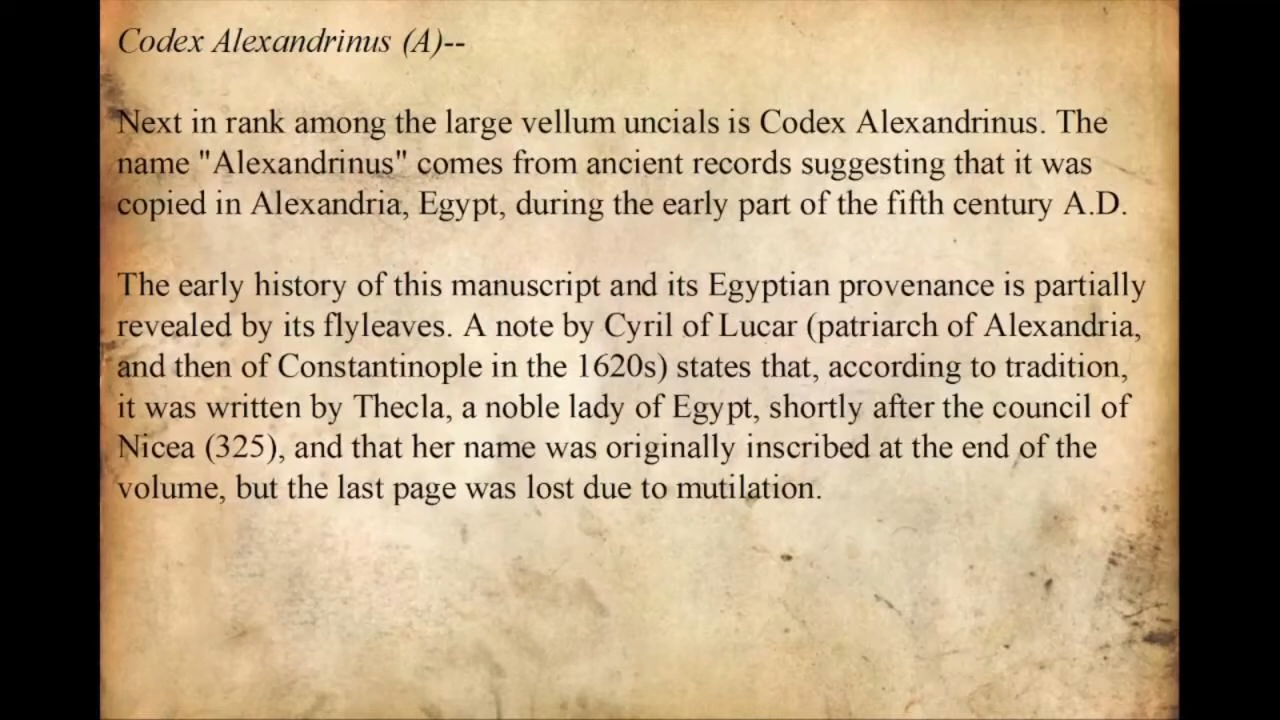 Codex Alexandrinus (A)--
Next in rank among the large vellum uncials is Codex Alexandrinus. The
name "Alexandrinus" comes from ancient records suggesting that it was
copied in Alexandria, Egypt, during the early part of the fifth century A.D.
The early history of this manuscript and its Egyptian provenance is partially
revealed by its flyleaves. A note by Cyril of Lucar (patriarch of Alexandria,
and then of Constantinople in the 1620s) states that, according to tradition,
it was written by Thecla, a noble lady of Egypt, shortly after the council of
Nicea (325), and that her name was originally inscribed at the end of the
volume, but the last page was lost due to mutilation.